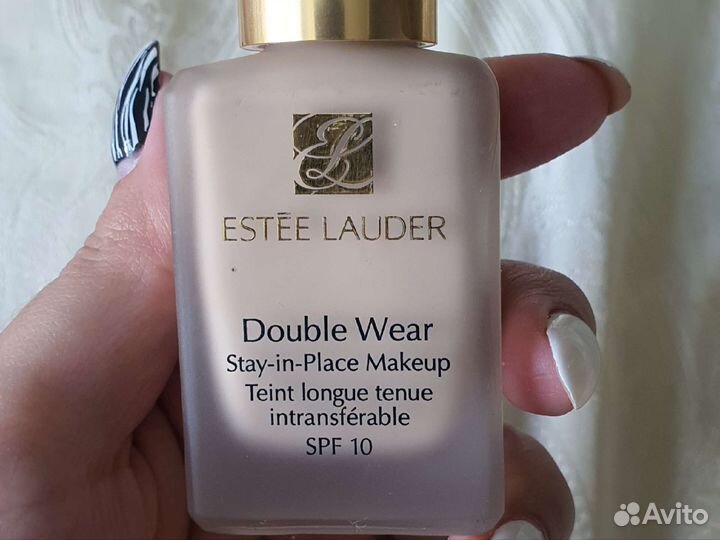 ESTĒE LAUDER
Double Wear
Stay-in-Place Makeup
Teint longue tenue
intransférable
SPF 10
Avito